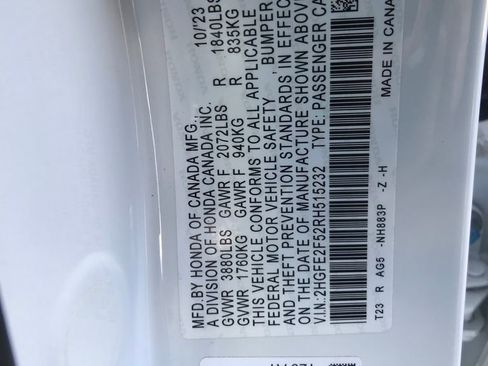 MFD. BY HONDA OF CANADA MFG., 10/23
A DIVISION OF HONDA CANADA INC.
GVWR 3880LBS GAWR F 2072LBS R 1840LBS
GVWR 1760KG GAWR F 940KG R 835KG
THIS VEHICLE CONFORMS TO ALL APPLICABLE
FEDERAL MOTOR VEHICLE SAFETY, BUMPER,
AND THEFT PREVENTION STANDARDS IN EFFECT
ON THE DATE OF MANUFACTURE SHOWN ABOVE
V.I.N.:2HGFE2F52RH515232 TYPE: PASSENGER CA
T23 R AG5 -NH883P -Z -H MADE IN CANA